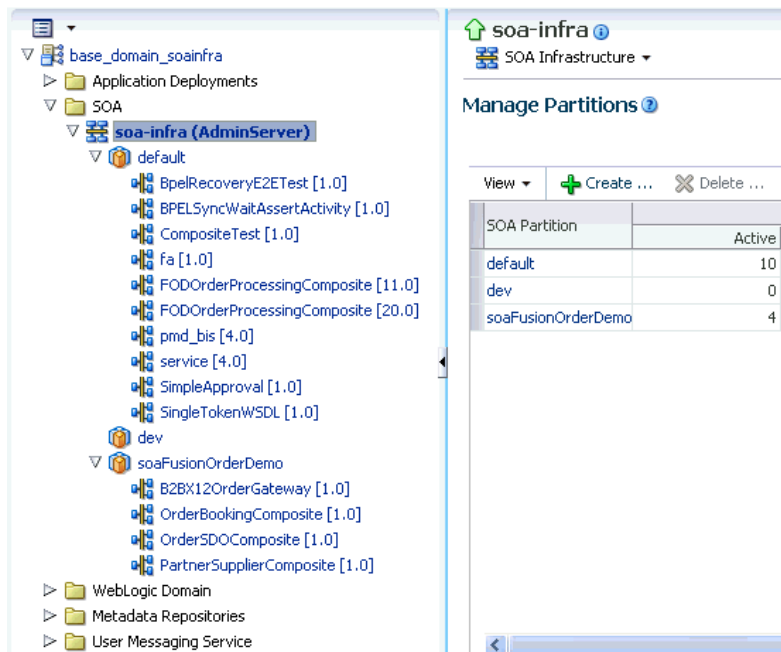 base_domain_soainfra
Application Deployments
SOA
soa-infra (AdminServer)
default
BpelRecoveryE2ETest [1.0]
BPELSyncWaitAssertActivity [1.0]
CompositeTest [1.0]
fa [1.0]
FODOrderProcessingComposite [11.0]
FODOrderProcessingComposite [20.0]
pmd_bis [4.0]
service [4.0]
SimpleApproval [1.0]
SingleTokenWSDL [1.0]
dev
soaFusionOrderDemo
B2BX12OrderGateway [1.0]
OrderBookingComposite [1.0]
OrderSDOComposite [1.0]
PartnerSupplierComposite [1.0]
WebLogic Domain
Metadata Repositories
User Messaging Service
soa-infra
SOA Infrastructure
Manage Partitions
View Create ... Delete ...
SOA Partition Active
default 10
dev 0
soaFusionOrderDemo 4